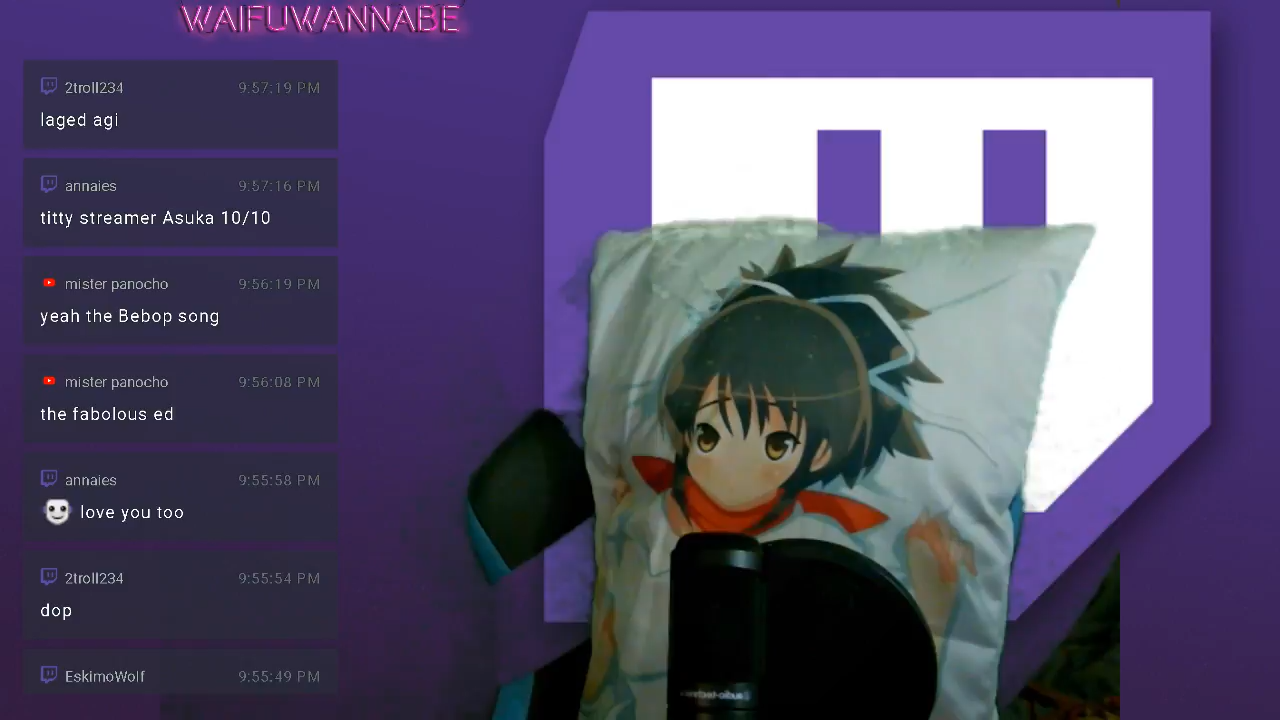 WAIFUWANNABE
2troll234 9:57:19 PM
laged agi
annaies 9:57:16 PM
titty streamer Asuka 10/10
mister panocho 9:56:19 PM
yeah the Bebop song
mister panocho 9:56:08 PM
the fabolous ed
annaies 9:55:58 PM
love you too
2troll234 9:55:54 PM
dop
EskimoWolf 9:55:49 PM